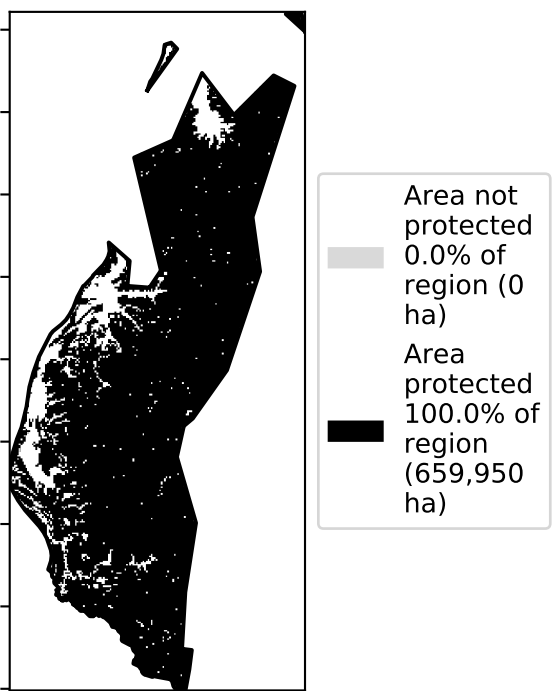 Area not
protected
0.0% of
region (0
ha)
Area
protected
100.0% of
region
(659,950
ha)